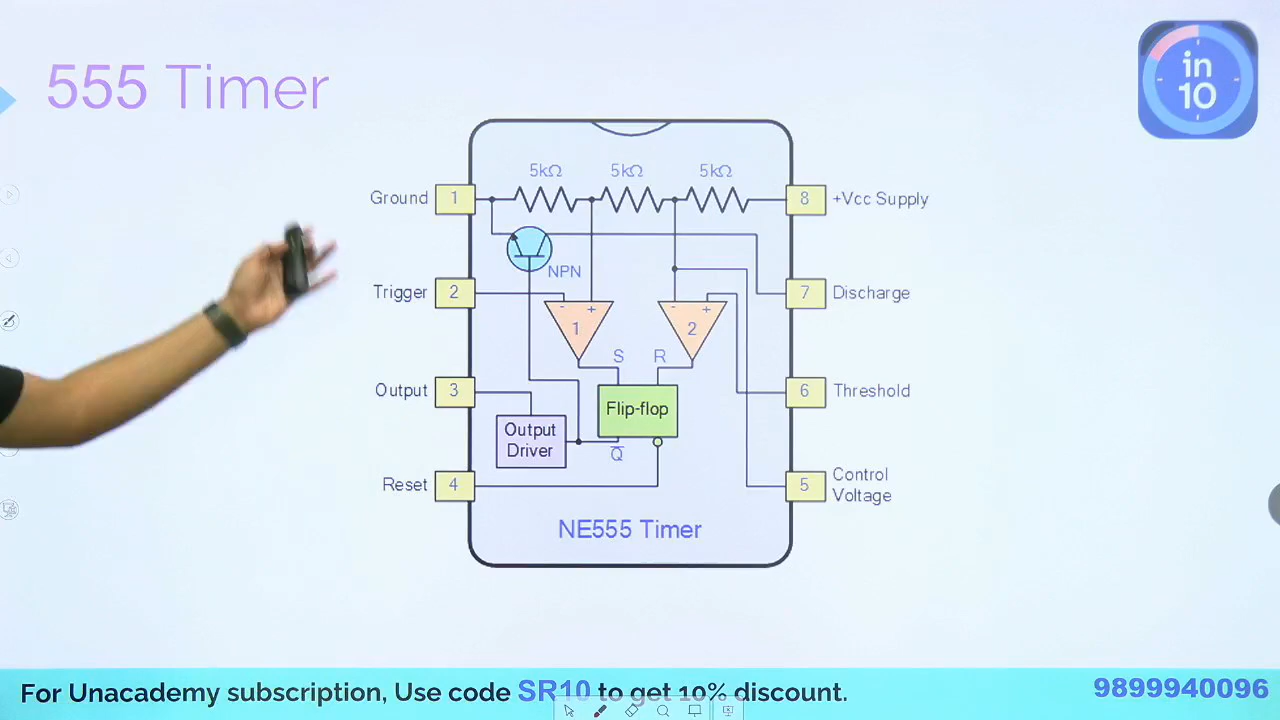 555 Timer
in
10
5kΩ 5kΩ 5kΩ
Ground 1
8 +Vcc Supply
NPN
Trigger 2
7 Discharge
- +
1
- +
2
S R
Output 3
6 Threshold
Flip-flop
Output
Driver
Q̅
Reset 4
5 Control
Voltage
NE555 Timer
For Unacademy subscription, Use code SR10 to get 10% discount.
9899940096